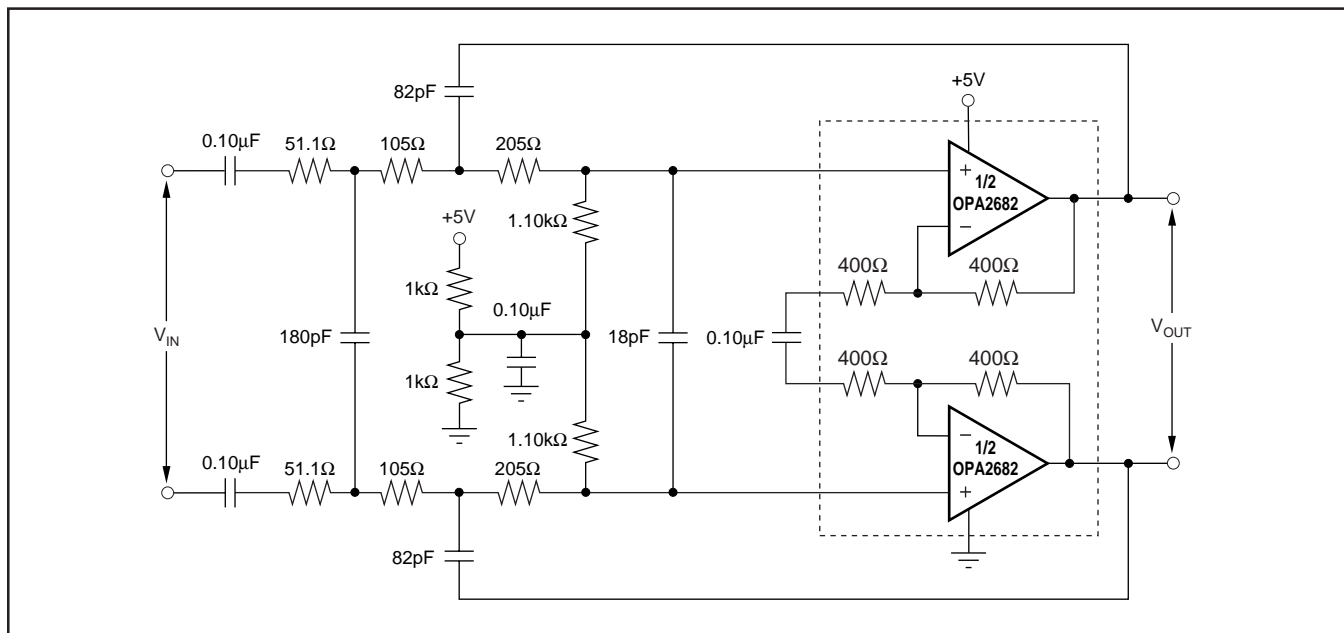 +5V
82pF
0.10µF
51.1Ω
105Ω
205Ω
+
1/2
OPA2682
−
+5V
1.10kΩ
400Ω
400Ω
1kΩ
0.10µF
V_IN
180pF
18pF
0.10µF
V_OUT
400Ω
400Ω
1kΩ
1.10kΩ
−
1/2
OPA2682
+
0.10µF
51.1Ω
105Ω
205Ω
82pF